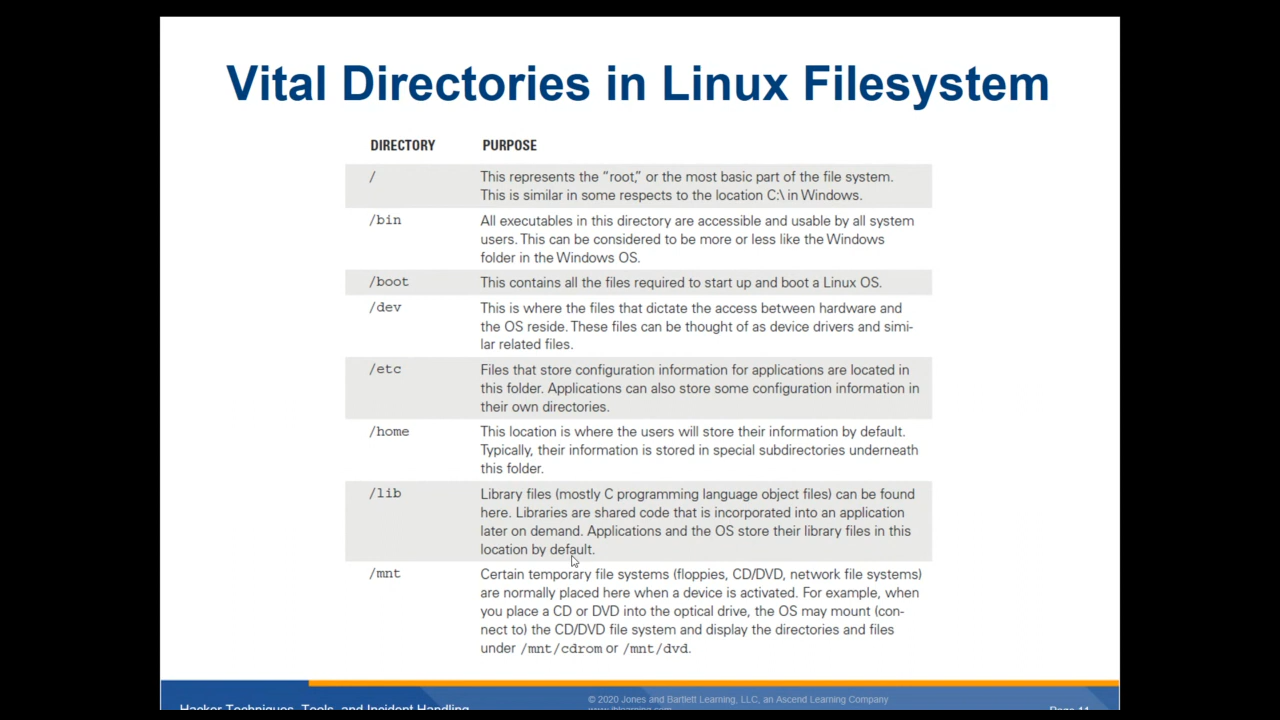 Vital Directories in Linux Filesystem
DIRECTORY PURPOSE
/ This represents the “root,” or the most basic part of the file system.
This is similar in some respects to the location C:\ in Windows.
/bin All executables in this directory are accessible and usable by all system
users. This can be considered to be more or less like the Windows
folder in the Windows OS.
/boot This contains all the files required to start up and boot a Linux OS.
/dev This is where the files that dictate the access between hardware and
the OS reside. These files can be thought of as device drivers and simi-
lar related files.
/etc Files that store configuration information for applications are located in
this folder. Applications can also store some configuration information in
their own directories.
/home This location is where the users will store their information by default.
Typically, their information is stored in special subdirectories underneath
this folder.
/lib Library files (mostly C programming language object files) can be found
here. Libraries are shared code that is incorporated into an application
later on demand. Applications and the OS store their library files in this
location by default.
/mnt Certain temporary file systems (floppies, CD/DVD, network file systems)
are normally placed here when a device is activated. For example, when
you place a CD or DVD into the optical drive, the OS may mount (con-
nect to) the CD/DVD file system and display the directories and files
under /mnt/cdrom or /mnt/dvd.
© 2020 Jones and Bartlett Learning, LLC, an Ascend Learning Company
Hacker Techniques, Tools, and Incident Handling